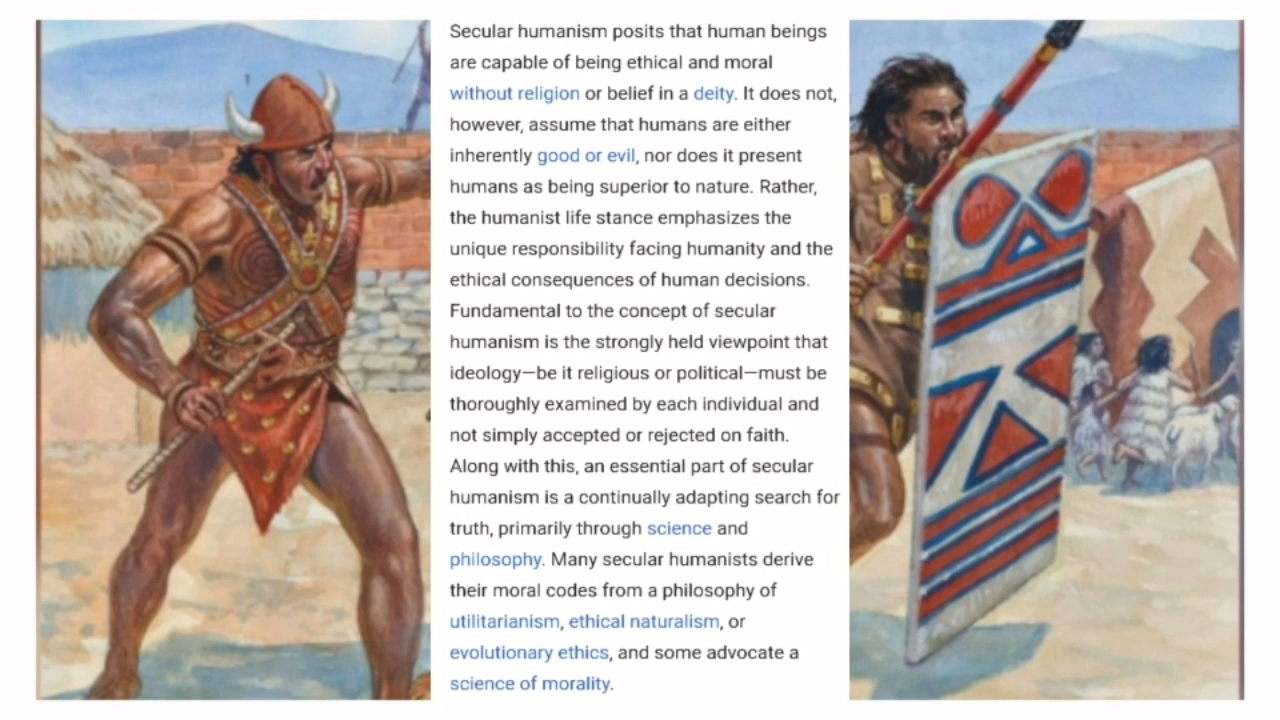 1
Secular humanism posits that human beings
are capable of being ethical and moral
without religion or belief in a deity. It does not,
however, assume that humans are either
inherently good or evil, nor does it present
humans as being superior to nature. Rather,
the humanist life stance emphasizes the
unique responsibility facing humanity and the
ethical consequences of human decisions.
Fundamental to the concept of secular
humanism is the strongly held viewpoint that
ideology—be it religious or political—must be
thoroughly examined by each individual and
not simply accepted or rejected on faith.
Along with this, an essential part of secular
humanism is a continually adapting search for
truth, primarily through science and
philosophy. Many secular humanists derive
their moral codes from a philosophy of
utilitarianism, ethical naturalism, or
evolutionary ethics, and some advocate a
science of morality.